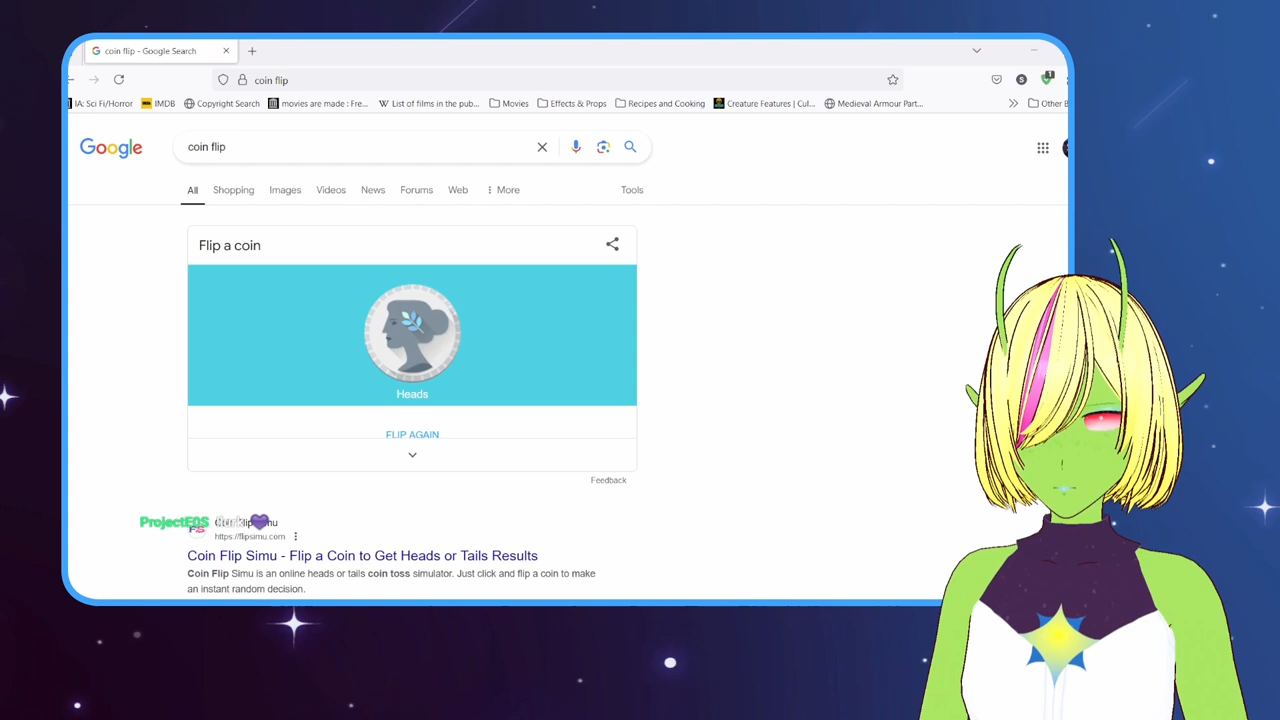 coin flip - Google Search
coin flip
IA: Sci Fi/Horror IMDB Copyright Search movies are made : Fre... List of films in the pub... Movies Effects & Props Recipes and Cooking Creature Features | Cul... Medieval Armour Part... Other B
Google coin flip
All Shopping Images Videos News Forums Web More Tools
Flip a coin
Heads
FLIP AGAIN
Feedback
ProjectE0S
https://flipsimu.com
Coin Flip Simu - Flip a Coin to Get Heads or Tails Results
Coin Flip Simu is an online heads or tails coin toss simulator. Just click and flip a coin to make
an instant random decision.